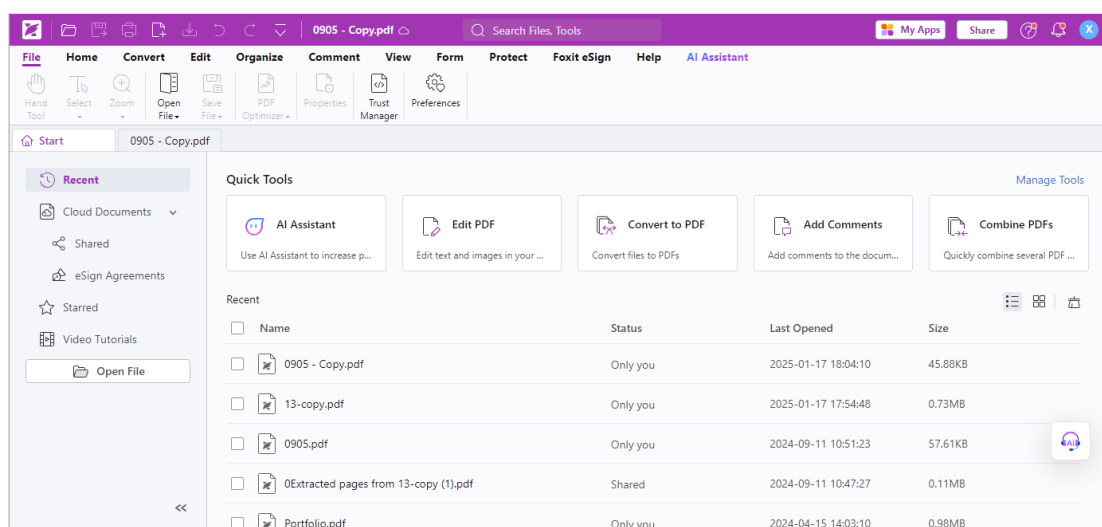 0905 - Copy.pdf
Search Files, Tools
My Apps
Share
X
File Home Convert Edit Organize Comment View Form Protect Foxit eSign Help AI Assistant
Hand Tool
Select
Zoom
Open File
Save File
PDF Optimizer
Properties
Trust Manager
Preferences
Start
0905 - Copy.pdf
Recent
Cloud Documents
Shared
eSign Agreements
Starred
Video Tutorials
Open File
Quick Tools
Manage Tools
AI Assistant
Use AI Assistant to increase p...
Edit PDF
Edit text and images in your ...
Convert to PDF
Convert files to PDFs
Add Comments
Add comments to the docum...
Combine PDFs
Quickly combine several PDF ...
Recent
Name Status Last Opened Size
0905 - Copy.pdf Only you 2025-01-17 18:04:10 45.88KB
13-copy.pdf Only you 2025-01-17 17:54:48 0.73MB
0905.pdf Only you 2024-09-11 10:51:23 57.61KB
0Extracted pages from 13-copy (1).pdf Shared 2024-09-11 10:47:27 0.11MB
Portfolio.pdf Only you 2024-04-15 14:03:10 0.98MB
AI
<<